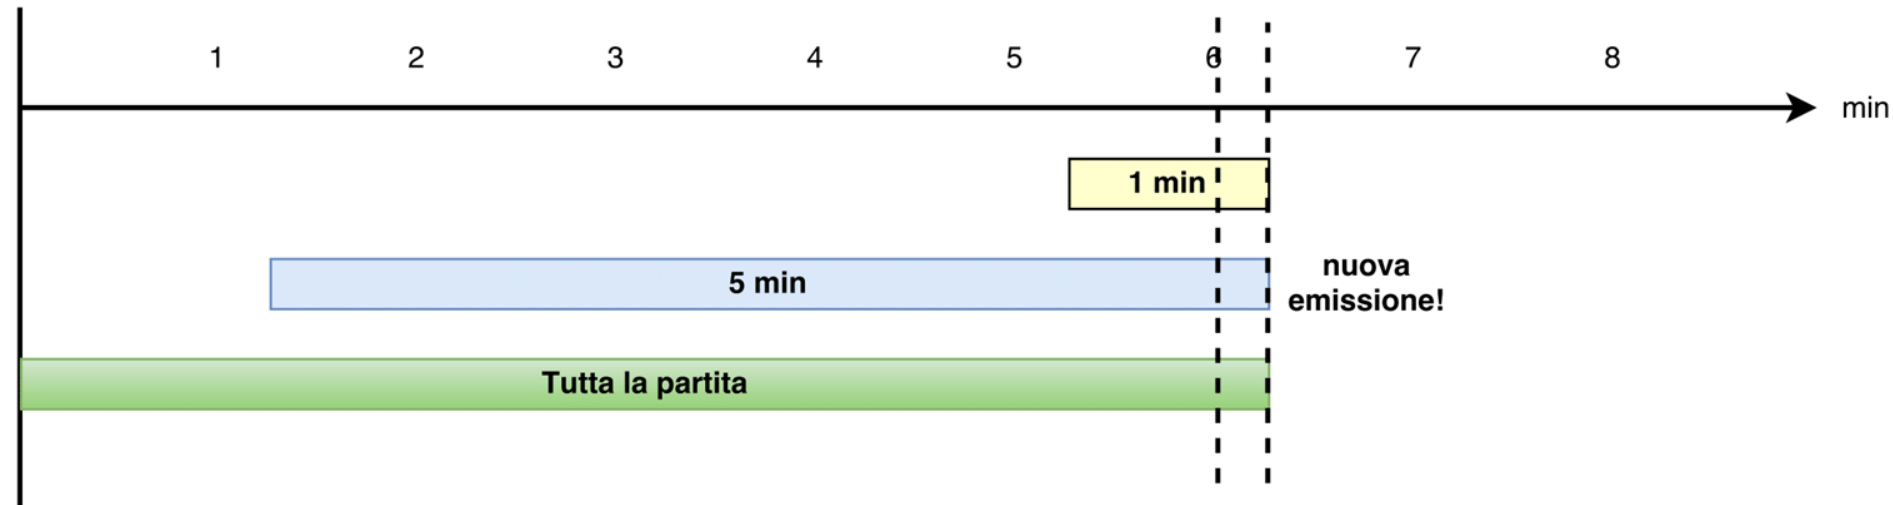 1 2 3 4 5 6 7 8
min
1 min
5 min
nuova
emissione!
Tutta la partita